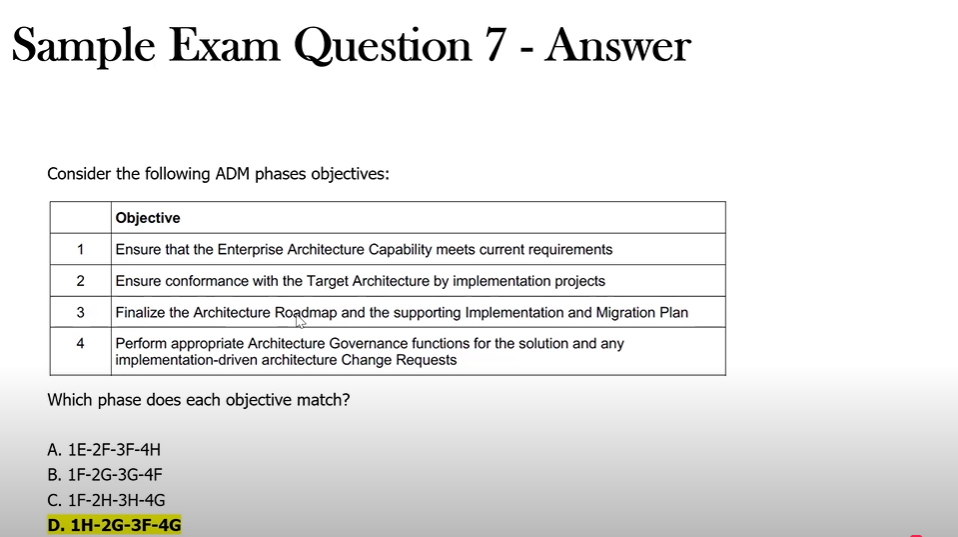 Sample Exam Question 7 - Answer
Consider the following ADM phases objectives:
Objective
1 Ensure that the Enterprise Architecture Capability meets current requirements
2 Ensure conformance with the Target Architecture by implementation projects
3 Finalize the Architecture Roadmap and the supporting Implementation and Migration Plan
4 Perform appropriate Architecture Governance functions for the solution and any
implementation-driven architecture Change Requests
Which phase does each objective match?
A. 1E-2F-3F-4H
B. 1F-2G-3G-4F
C. 1F-2H-3H-4G
D. 1H-2G-3F-4G